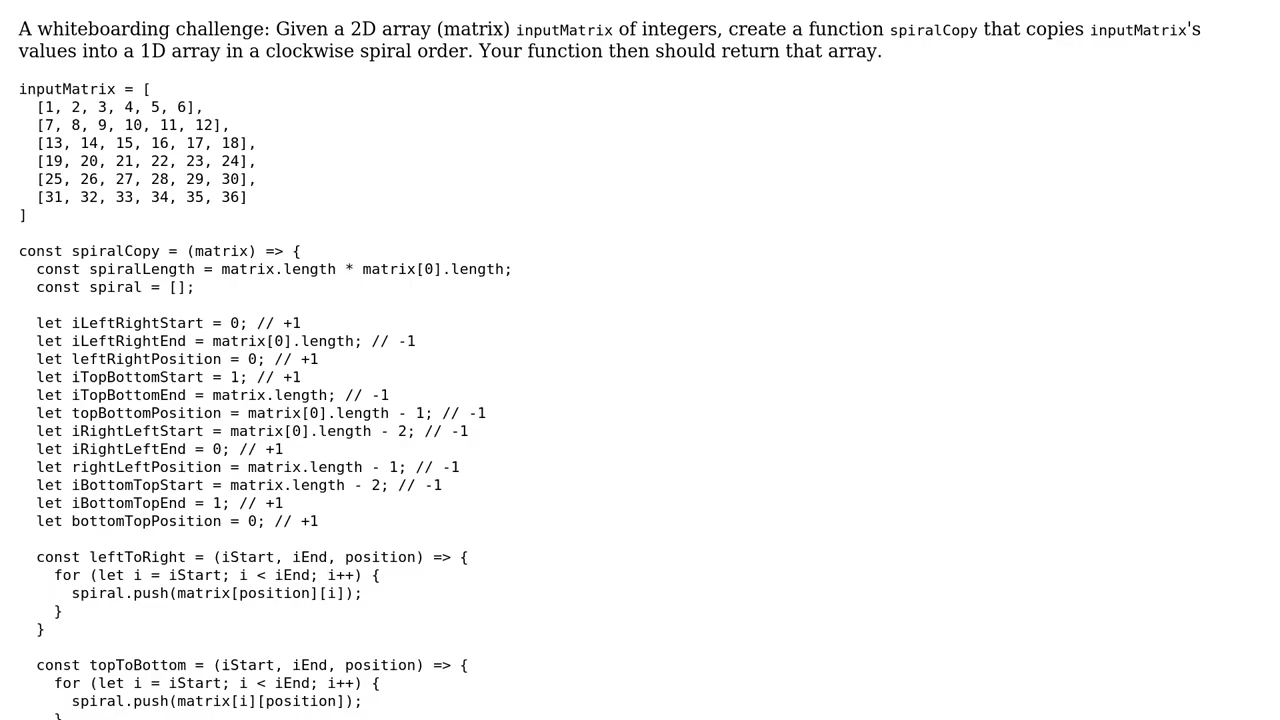 A whiteboarding challenge: Given a 2D array (matrix) inputMatrix of integers, create a function spiralCopy that copies inputMatrix's
values into a 1D array in a clockwise spiral order. Your function then should return that array.
inputMatrix = [
  [1, 2, 3, 4, 5, 6],
  [7, 8, 9, 10, 11, 12],
  [13, 14, 15, 16, 17, 18],
  [19, 20, 21, 22, 23, 24],
  [25, 26, 27, 28, 29, 30],
  [31, 32, 33, 34, 35, 36]
]
const spiralCopy = (matrix) => {
  const spiralLength = matrix.length * matrix[0].length;
  const spiral = [];
  let iLeftRightStart = 0; // +1
  let iLeftRightEnd = matrix[0].length; // -1
  let leftRightPosition = 0; // +1
  let iTopBottomStart = 1; // +1
  let iTopBottomEnd = matrix.length; // -1
  let topBottomPosition = matrix[0].length - 1; // -1
  let iRightLeftStart = matrix[0].length - 2; // -1
  let iRightLeftEnd = 0; // +1
  let rightLeftPosition = matrix.length - 1; // -1
  let iBottomTopStart = matrix.length - 2; // -1
  let iBottomTopEnd = 1; // +1
  let bottomTopPosition = 0; // +1
  const leftToRight = (iStart, iEnd, position) => {
    for (let i = iStart; i < iEnd; i++) {
      spiral.push(matrix[position][i]);
    }
  }
  const topToBottom = (iStart, iEnd, position) => {
    for (let i = iStart; i < iEnd; i++) {
      spiral.push(matrix[i][position]);
    }